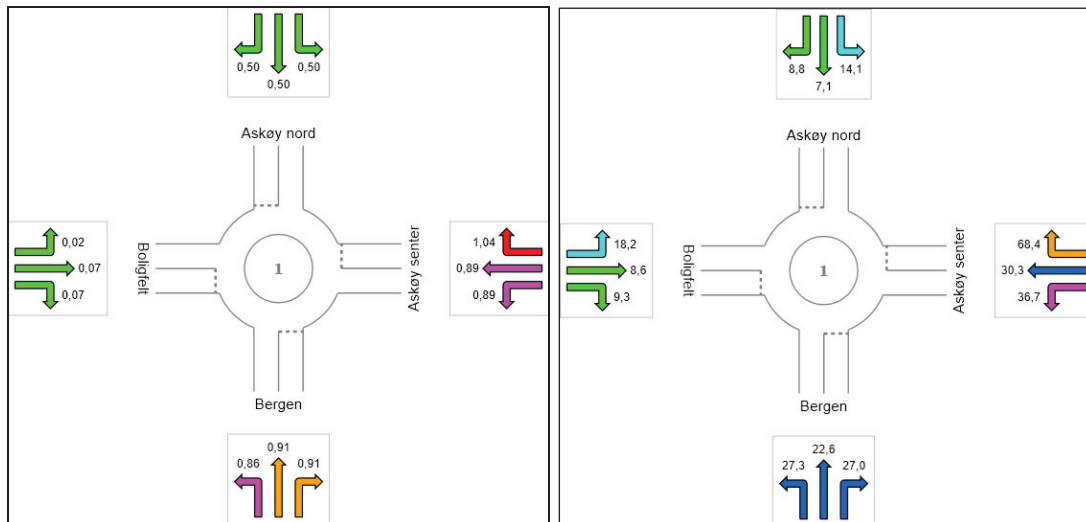 0,50 0,50
0,50
Askøy nord
0,02
0,07
0,07
Boligfelt
1
Askøy senter
1,04
0,89
0,89
Bergen
0,91
0,86 0,91
8,8 14,1
7,1
Askøy nord
18,2
8,6
9,3
Boligfelt
1
Askøy senter
68,4
30,3
36,7
Bergen
22,6
27,3 27,0